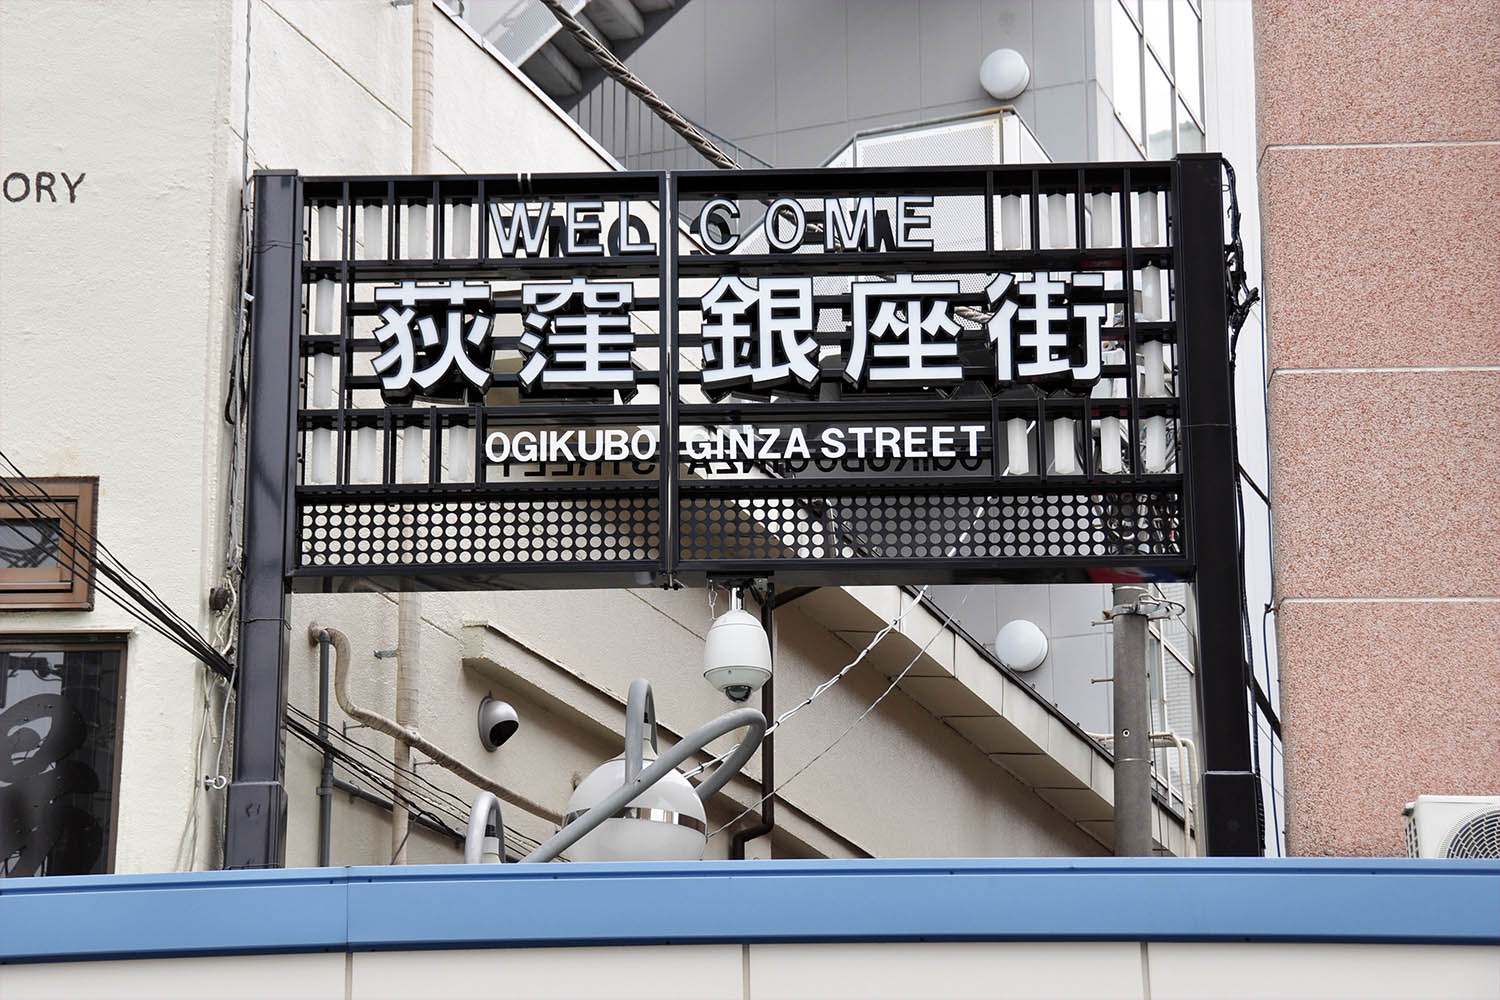 ORY
WELCOME
荻窪銀座街
OGIKUBO GINZA STREET